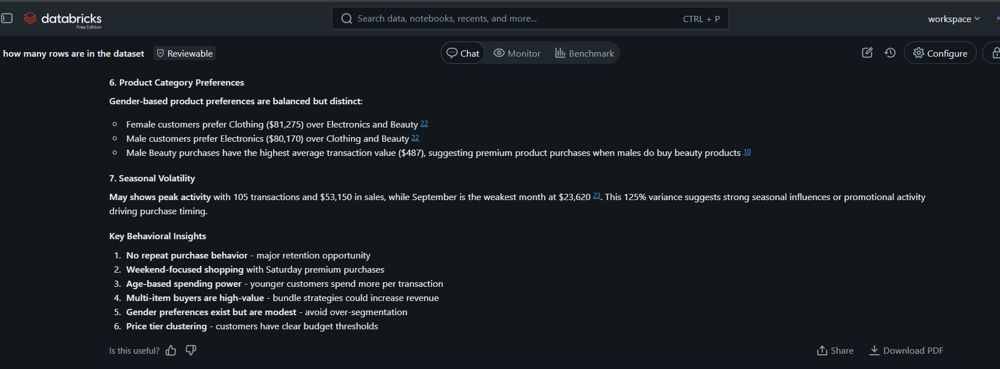 databricks
Free Edition
Search data, notebooks, recents, and more... CTRL + P
workspace
how many rows are in the dataset Reviewable Chat Monitor Benchmark Configure
6. Product Category Preferences
Gender-based product preferences are balanced but distinct:
Female customers prefer Clothing ($81,275) over Electronics and Beauty 22
Male customers prefer Electronics ($80,170) over Clothing and Beauty 22
Male Beauty purchases have the highest average transaction value ($487), suggesting premium product purchases when males do buy beauty products 10
7. Seasonal Volatility
May shows peak activity with 105 transactions and $53,150 in sales, while September is the weakest month at $23,620 23. This 125% variance suggests strong seasonal influences or promotional activity
driving purchase timing.
Key Behavioral Insights
1. No repeat purchase behavior - major retention opportunity
2. Weekend-focused shopping with Saturday premium purchases
3. Age-based spending power - younger customers spend more per transaction
4. Multi-item buyers are high-value - bundle strategies could increase revenue
5. Gender preferences exist but are modest - avoid over-segmentation
6. Price tier clustering - customers have clear budget thresholds
Is this useful? Share Download PDF